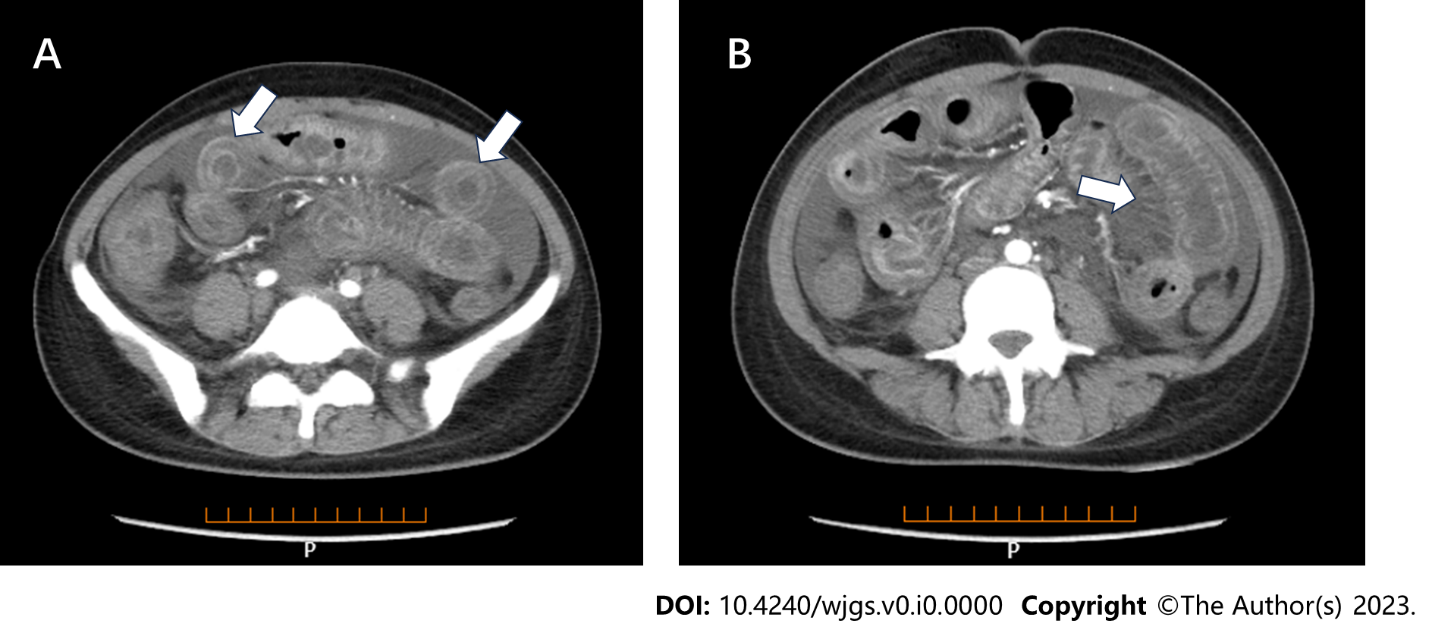 A
B
P
P
DOI: 10.4240/wjgs.v0.i0.0000 Copyright ©The Author(s) 2023.